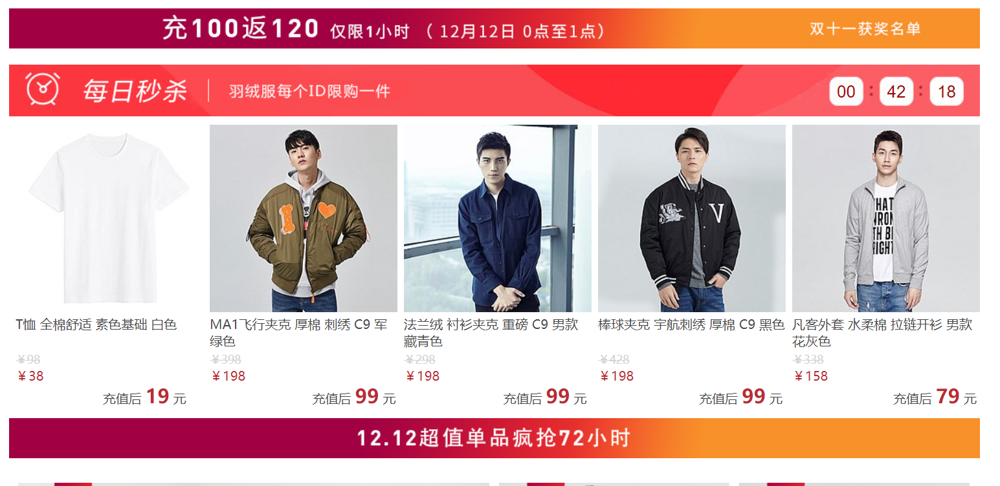 充100返120 仅限1小时 （ 12月12日 0点至1点）
双十一获奖名单
每日秒杀 | 羽绒服每个ID限购一件
00 : 42 : 18
I
V
HAT
WRON
TH BE
RIGHT
T恤 全棉舒适 素色基础 白色
￥98
￥38
充值后 19 元
MA1飞行夹克 厚棉 刺绣 C9 军
绿色
￥398
￥198
充值后 99 元
法兰绒 衬衫夹克 重磅 C9 男款
藏青色
￥298
￥198
充值后 99 元
棒球夹克 宇航刺绣 厚棉 C9 黑色
￥428
￥198
充值后 99 元
凡客外套 水柔棉 拉链开衫 男款
花灰色
￥338
￥158
充值后 79 元
12.12超值单品疯抢72小时